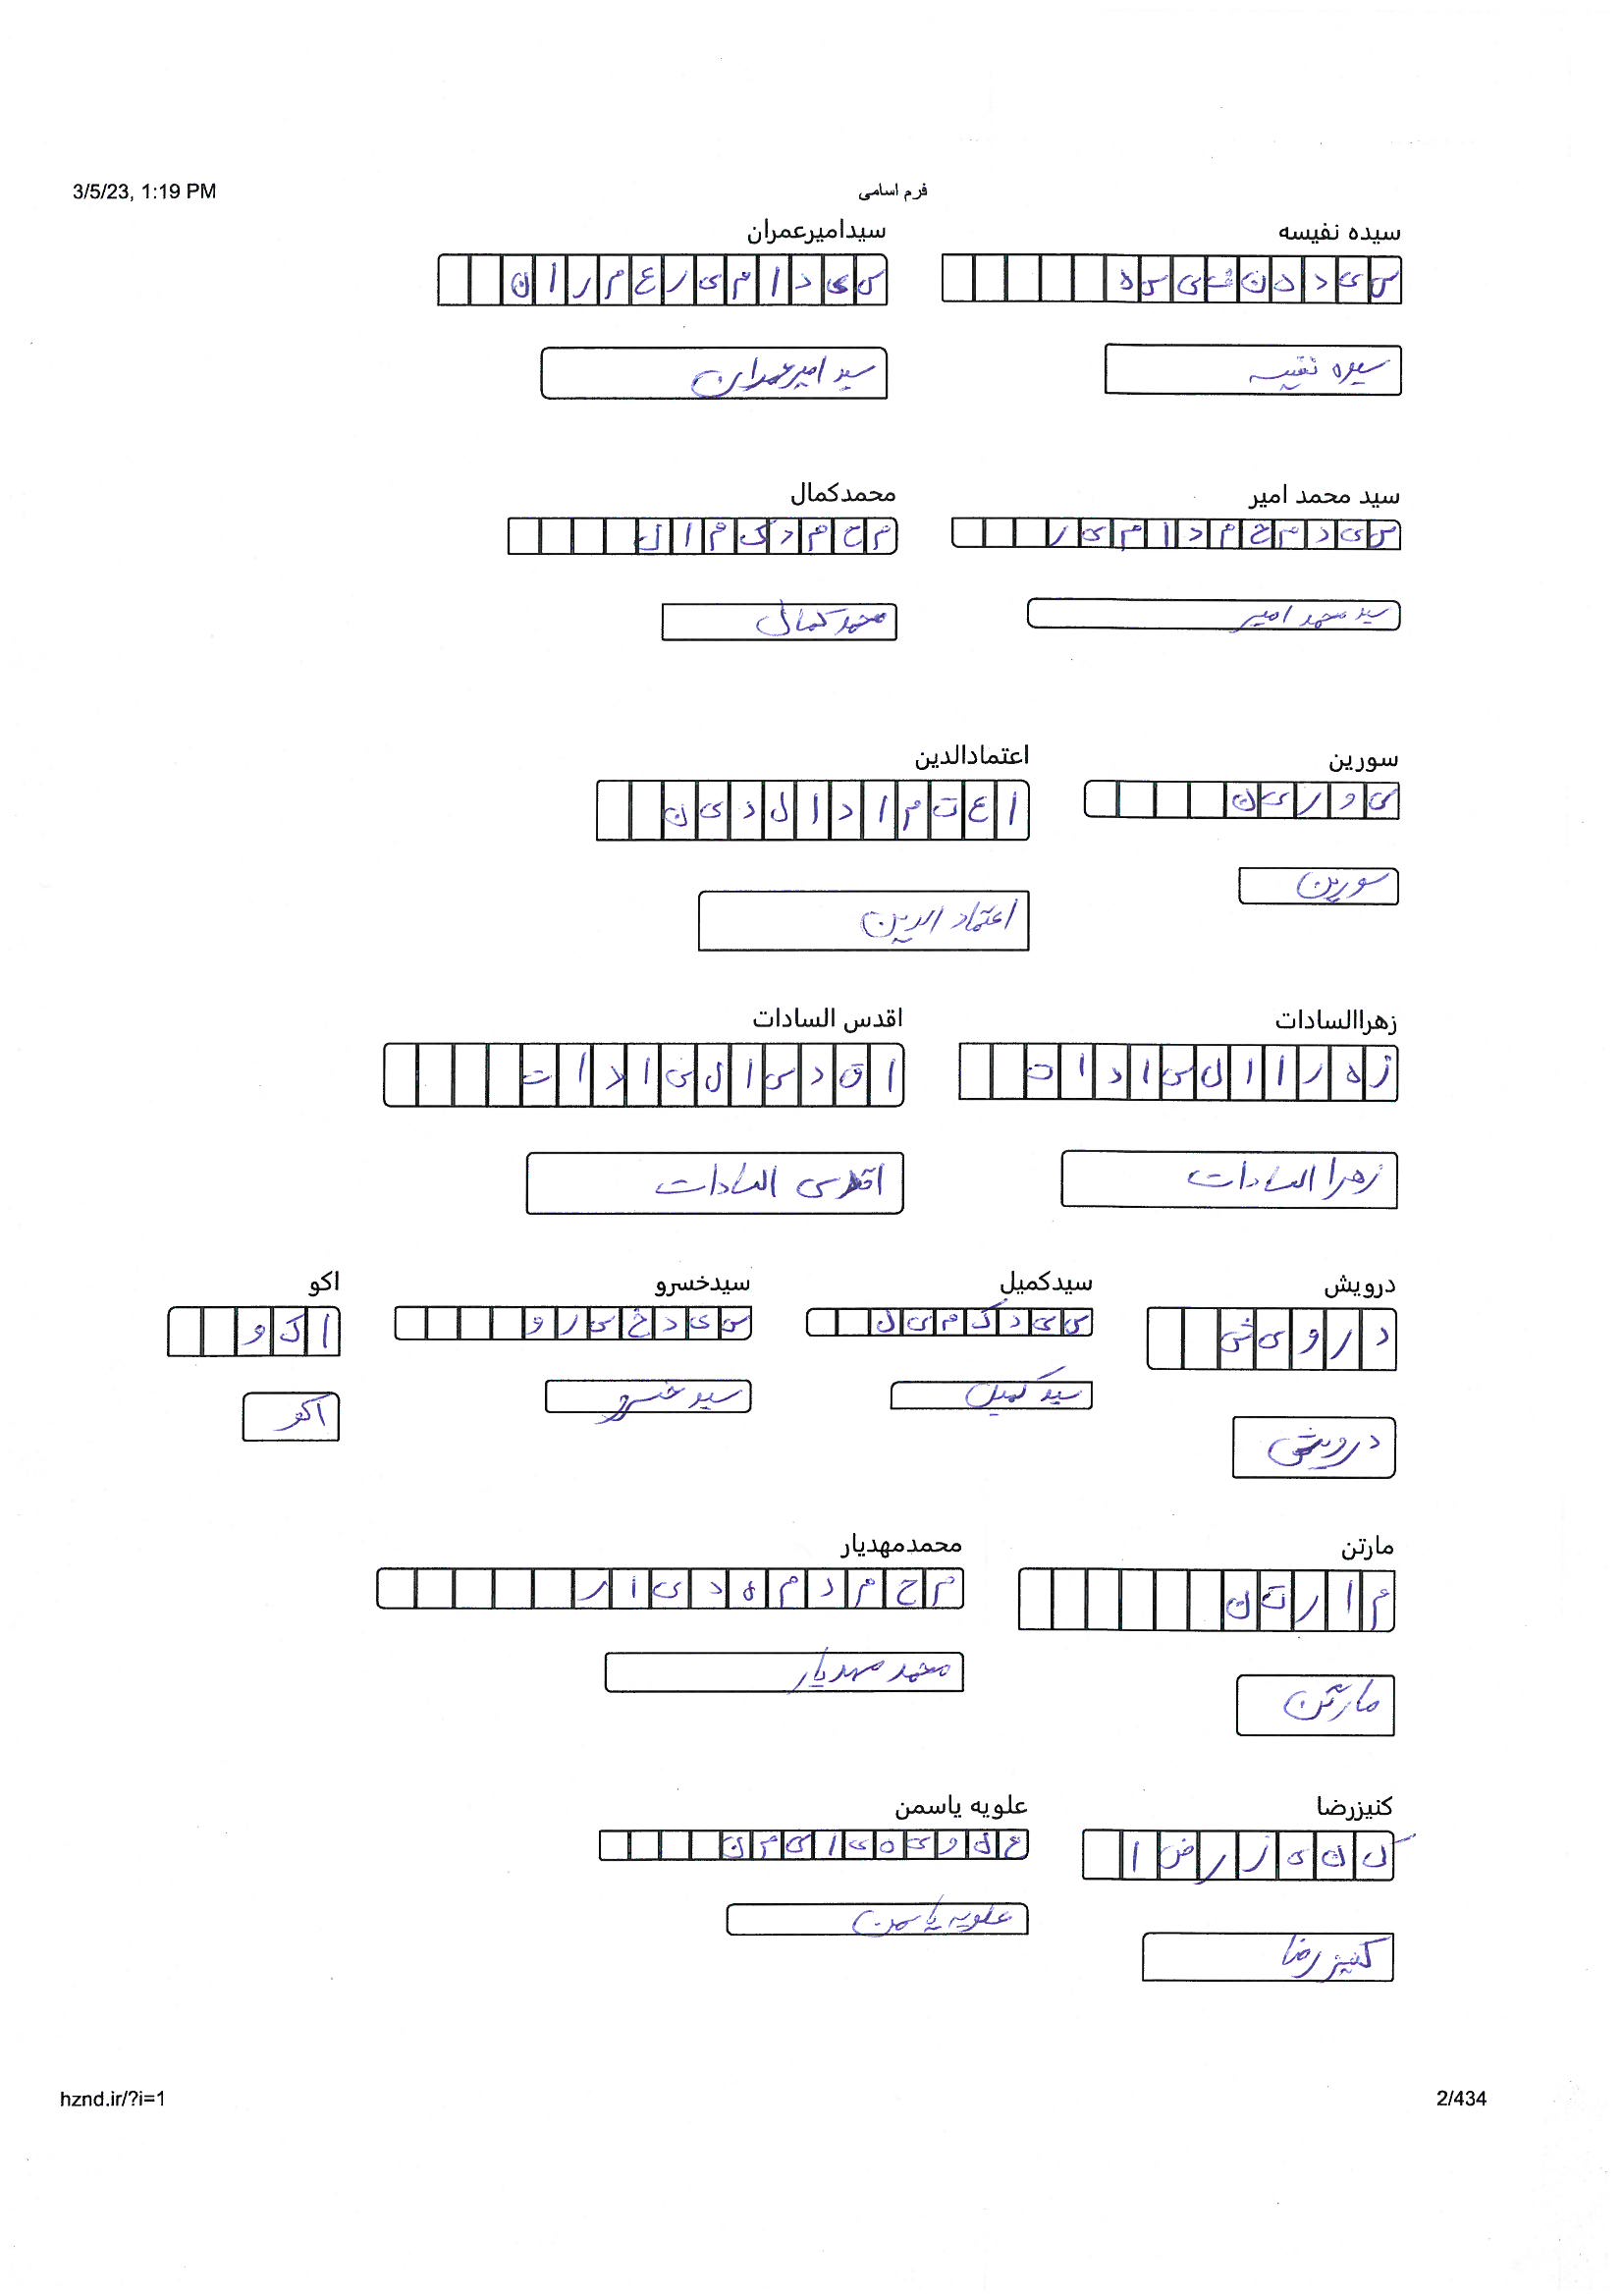 3/5/23, 1:19 PM فرم اسامی
سیده نفیسه سیدامیرعمران
س ی د ه ن ف ی س ه س ی د ا م ی ر ع م ر ا ن
سیده نفیسه سید امیر عمران
سید محمد امیر محمدکمال
س ی د م ح م د ا م ی ر م ح م د ک م ا ل
سید محمد امیر محمد کمال
سورین اعتمادالدین
س و ر ی ن ا ع ت م ا د ا ل د ی ن
سورین اعتماد الدین
زهراالسادات اقدس السادات
ز ه ر ا ا ل س ا د ا ت ا ق د س ا ل س ا د ا ت
زهرا السادات اقدس السادات
درویش سیدکمیل سیدخسرو اکو
د ر و ی ش س ی د ک م ی ل س ی د خ س ر و ا ک و
درویش سید کمیل سید خسرو اکو
مارتن محمدمهدیار
م ا ر ت ن م ح م د م ه د ی ا ر
مارتن محمد مهدیار
کنیزرضا علویه یاسمن
ک ن ی ز ر ض ا ع ل و ی ه ی ا س م ن
کنیز رضا علویه یاسمن
hznd.ir/?i=1 2/434